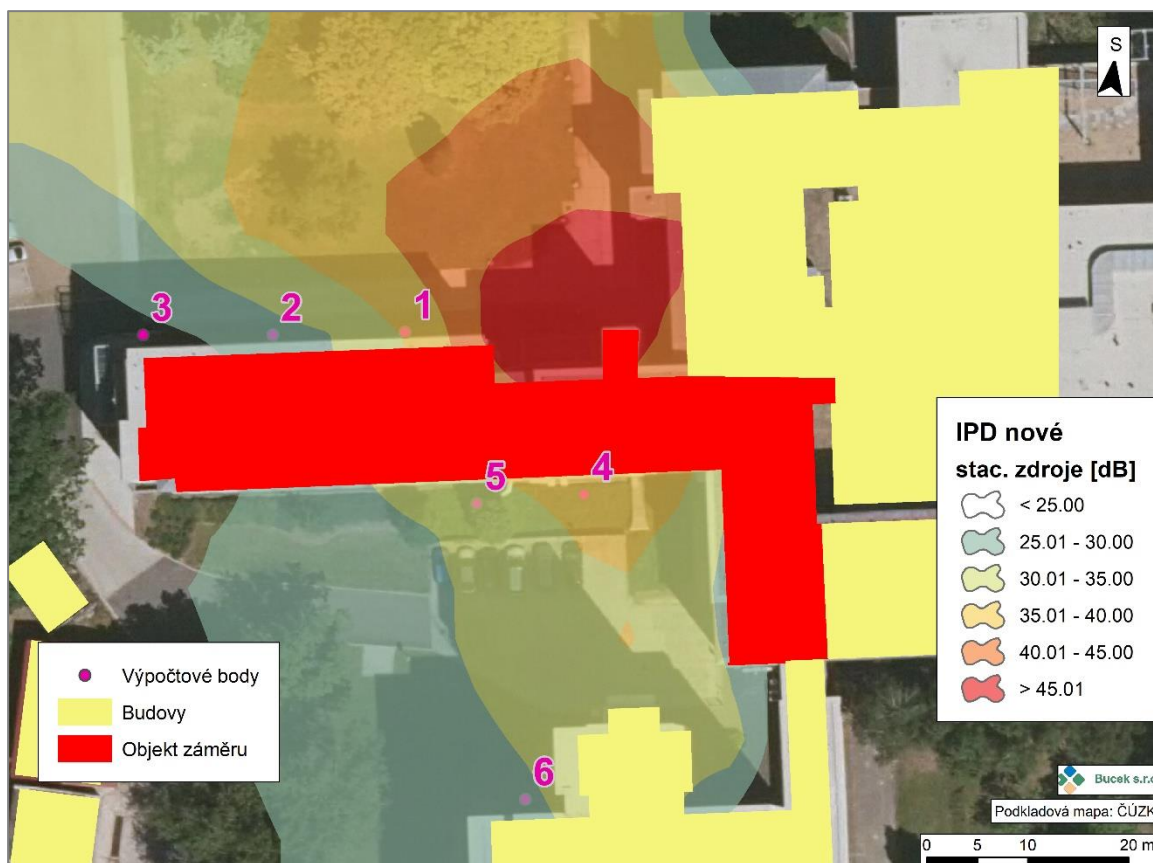 S
3
2
1
5
4
6
IPD nové
stac. zdroje [dB]
< 25.00
25.01 - 30.00
30.01 - 35.00
35.01 - 40.00
40.01 - 45.00
> 45.01
Výpočtové body
Budovy
Objekt záměru
Bucek s.r.o
Podkladová mapa: ČÚZK
0 5 10 20 m